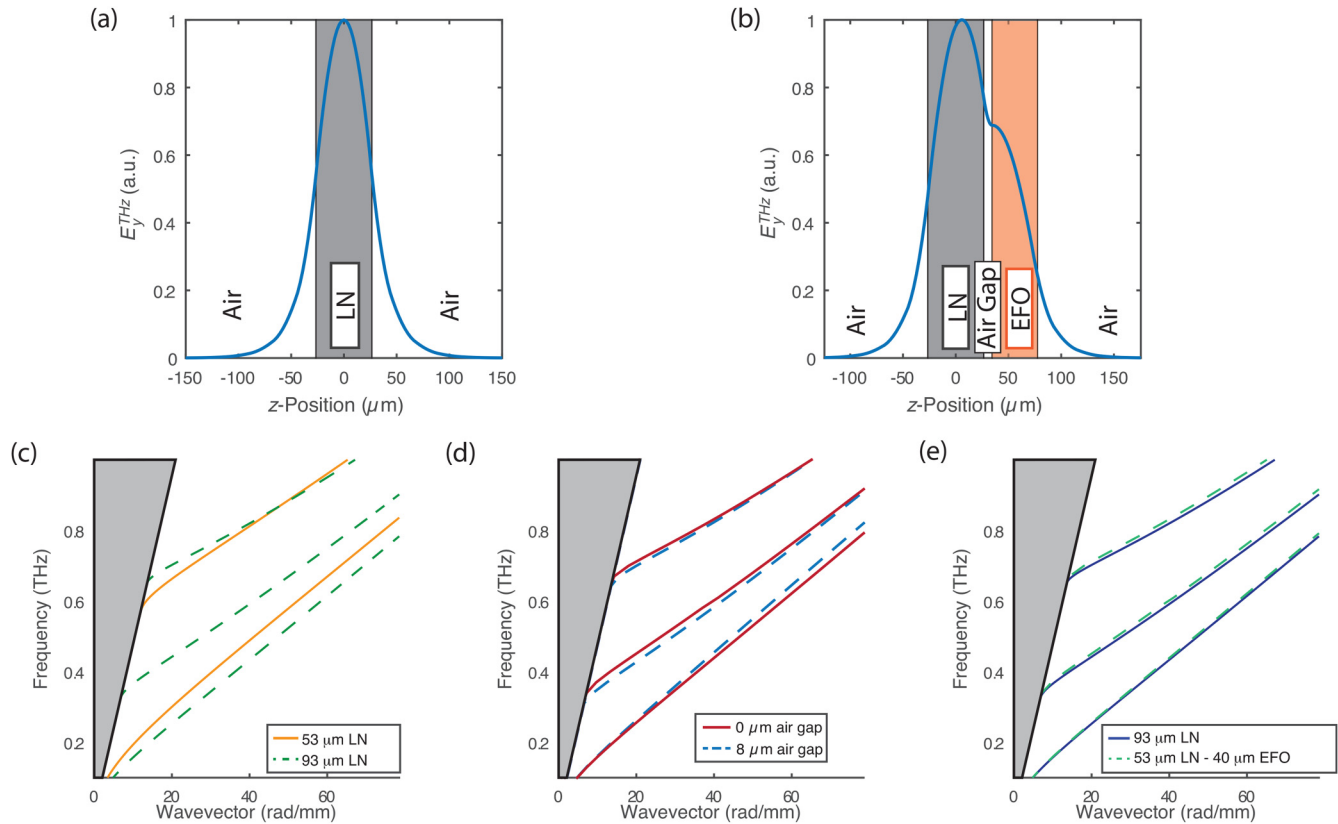 (a)
(b)
1
0.8
0.6
0.4
0.2
0
E_y^THz (a.u.)
Air
LN
Air
-150
-100
-50
0
50
100
150
z-Position (µm)
1
0.8
0.6
0.4
0.2
0
E_y^THz (a.u.)
Air
LN
Air Gap
EFO
Air
-100
-50
0
50
100
150
z-Position (µm)
(c)
(d)
(e)
0.8
0.6
0.4
0.2
Frequency (THz)
53 µm LN
93 µm LN
0
20
40
60
Wavevector (rad/mm)
0.8
0.6
0.4
0.2
Frequency (THz)
0 µm air gap
8 µm air gap
0
20
40
60
Wavevector (rad/mm)
0.8
0.6
0.4
0.2
Frequency (THz)
93 µm LN
53 µm LN - 40 µm EFO
0
20
40
60
Wavevector (rad/mm)